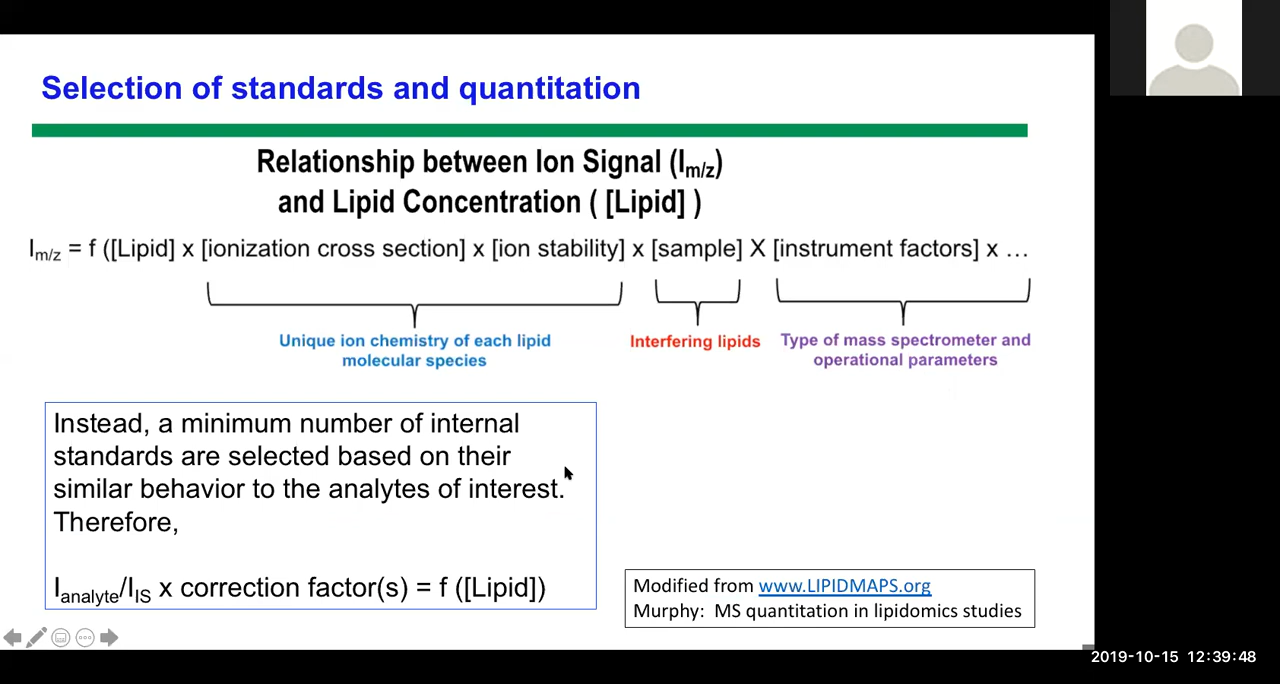 Selection of standards and quantitation
Relationship between Ion Signal (Im/z)
and Lipid Concentration ( [Lipid] )
Im/z = f ([Lipid] x [ionization cross section] x [ion stability] x [sample] X [instrument factors] x …
Unique ion chemistry of each lipid
molecular species
Interfering lipids
Type of mass spectrometer and
operational parameters
Instead, a minimum number of internal
standards are selected based on their
similar behavior to the analytes of interest.
Therefore,
Ianalyte/IIS x correction factor(s) = f ([Lipid])
Modified from www.LIPIDMAPS.org
Murphy: MS quantitation in lipidomics studies
2019-10-15 12:39:48